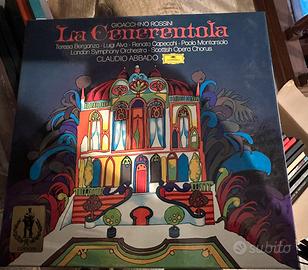 GIOACCHINO ROSSINI
La Cenerentola
Teresa Berganza · Luigi Alva · Renato Capecchi · Paolo Montarsolo
London Symphony Orchestra · Scottish Opera Chorus
CLAUDIO ABBADO
subito